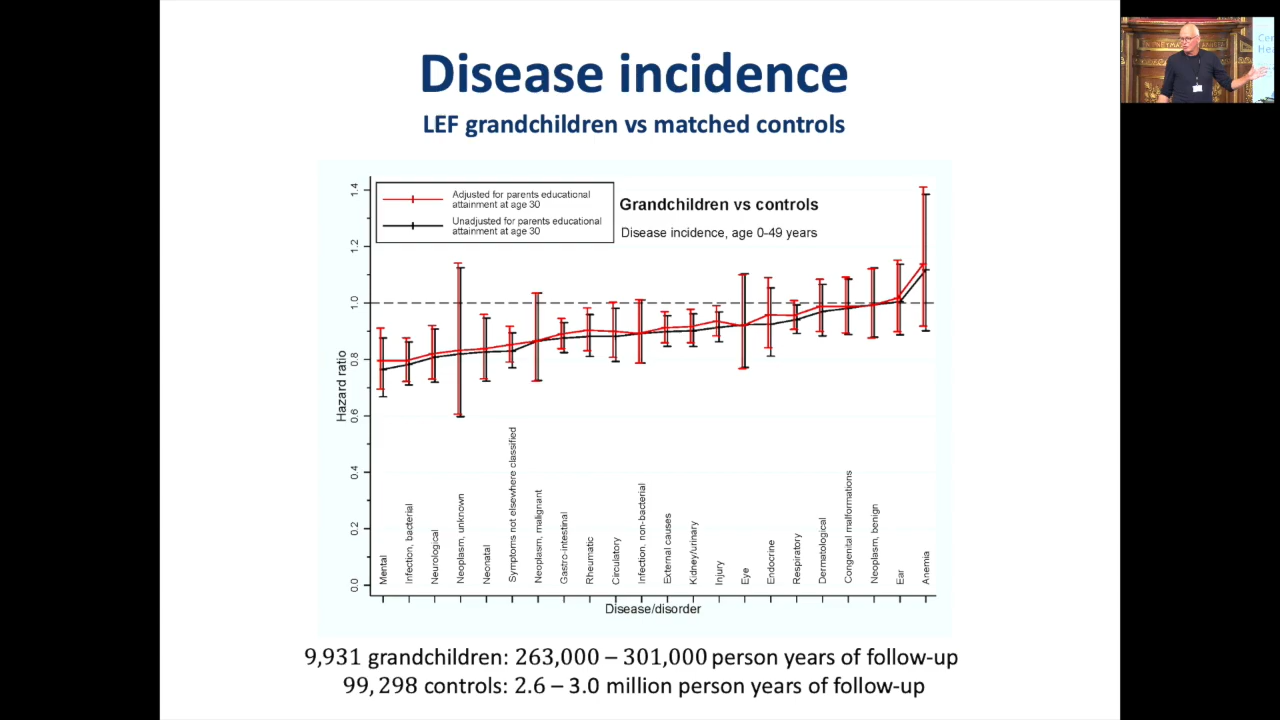 Disease incidence
LEF grandchildren vs matched controls
Adjusted for parents educational
attainment at age 30
Unadjusted for parents educational
attainment at age 30
Grandchildren vs controls
Disease incidence, age 0-49 years
Hazard ratio
1.4
1.2
1.0
0.8
0.6
0.4
0.2
0.0
Mental
Infection, bacterial
Neurological
Neoplasm, unknown
Neonatal
Symptoms not elsewhere classified
Neoplasm, malignant
Gastro-intestinal
Rheumatic
Circulatory
Infection, non-bacterial
External causes
Kidney/urinary
Injury
Eye
Endocrine
Respiratory
Dermatological
Congenital malformations
Neoplasm, benign
Ear
Anemia
Disease/disorder
9,931 grandchildren: 263,000 – 301,000 person years of follow-up
99, 298 controls: 2.6 – 3.0 million person years of follow-up